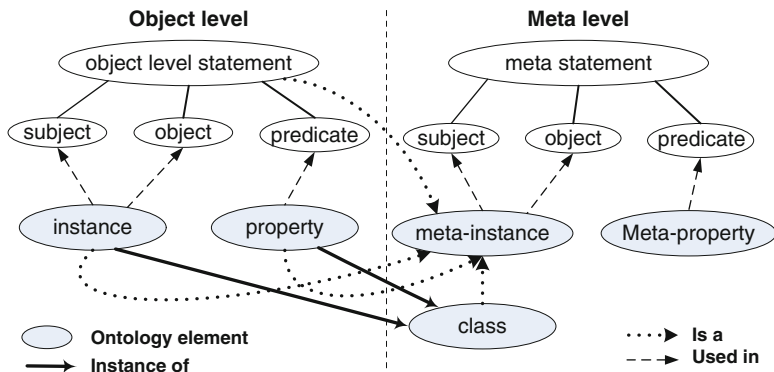 Object level
Meta level
object level statement
meta statement
subject
object
predicate
subject
object
predicate
instance
property
meta-instance
Meta-property
class
Ontology element
Instance of
Is a
Used in